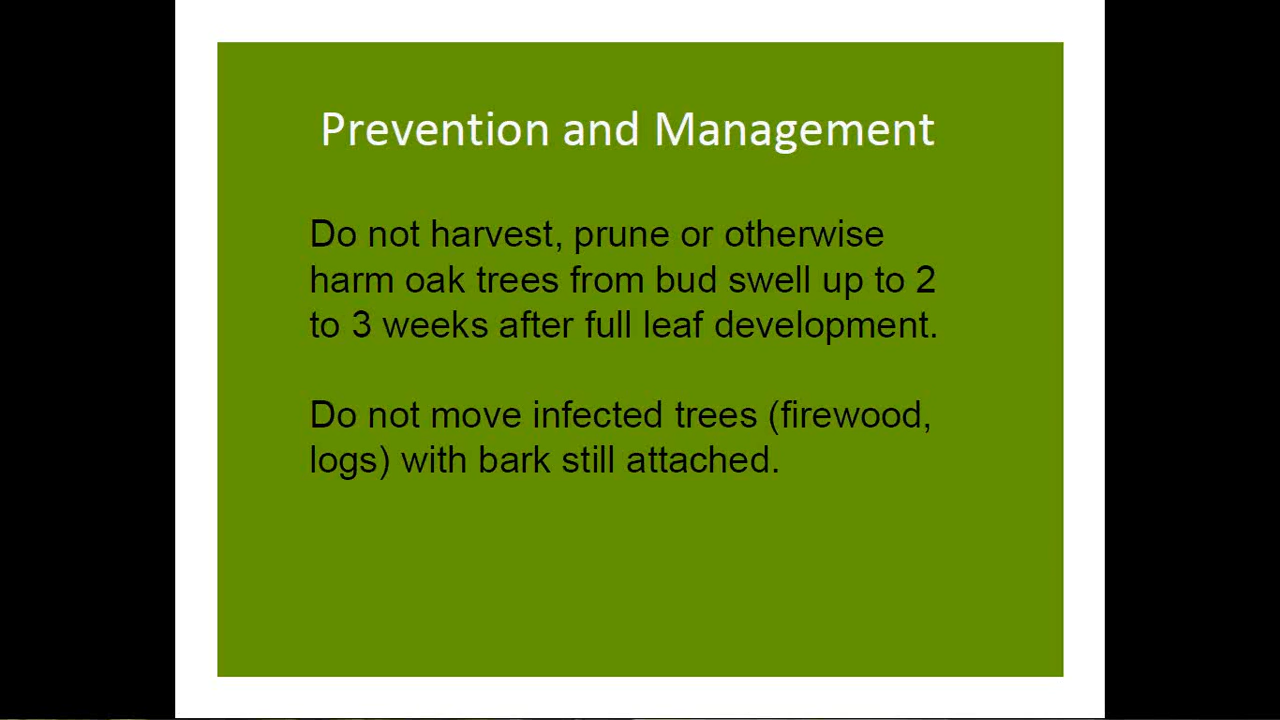 Prevention and Management
Do not harvest, prune or otherwise
harm oak trees from bud swell up to 2
to 3 weeks after full leaf development.
Do not move infected trees (firewood,
logs) with bark still attached.